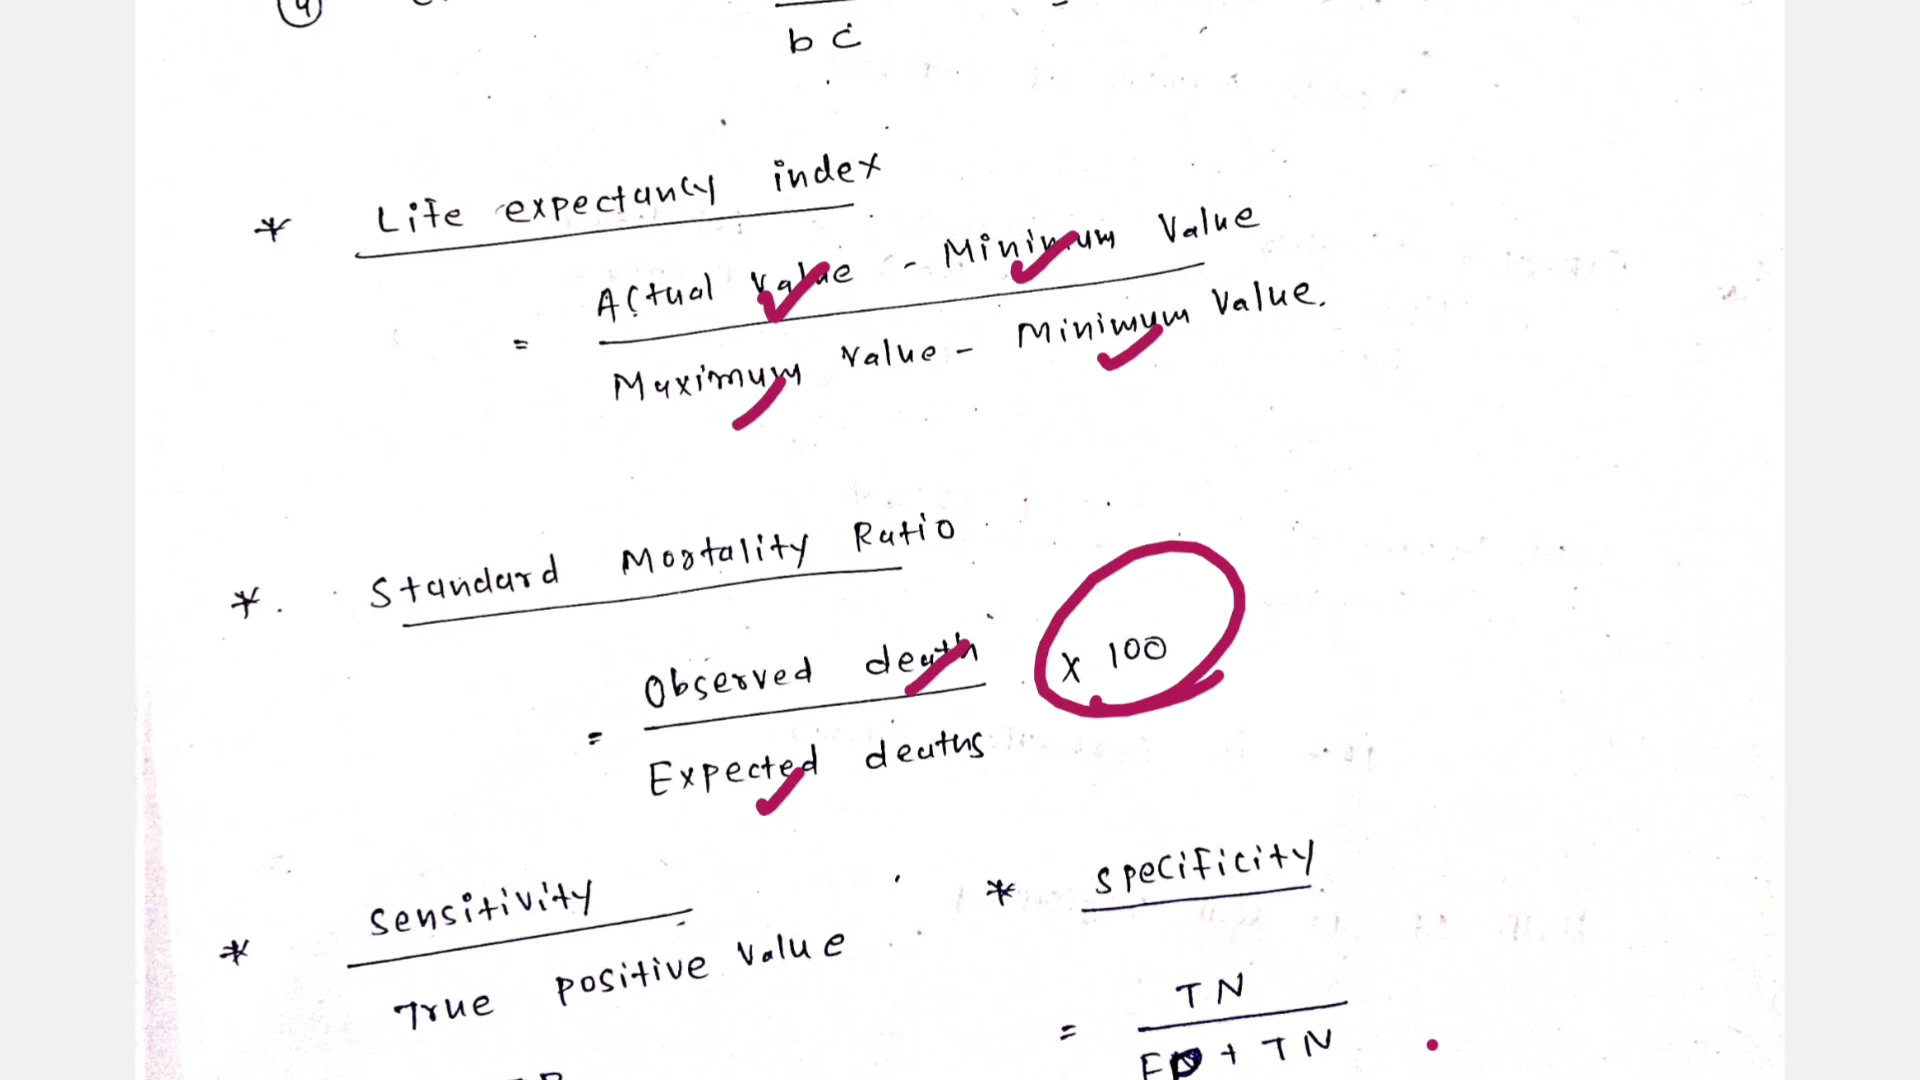 4
b c
* Life expectancy index
= Actual Value - Minimum Value
Maximum Value - Minimum Value.
*. Standard Mortality Ratio
= Observed death x 100
Expected deaths
* Sensitivity
True positive value
* Specificity
= TN
FP + TN